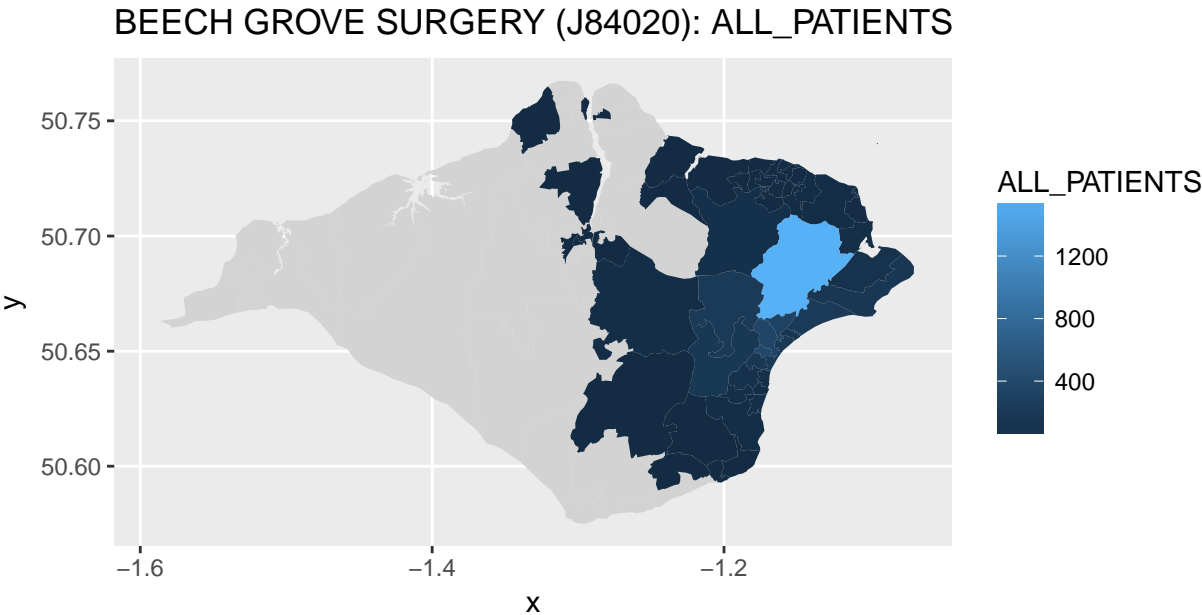 BEECH GROVE SURGERY (J84020): ALL_PATIENTS
50.75
50.70
50.65
50.60
y
−1.6
−1.4
−1.2
x
ALL_PATIENTS
1200
800
400